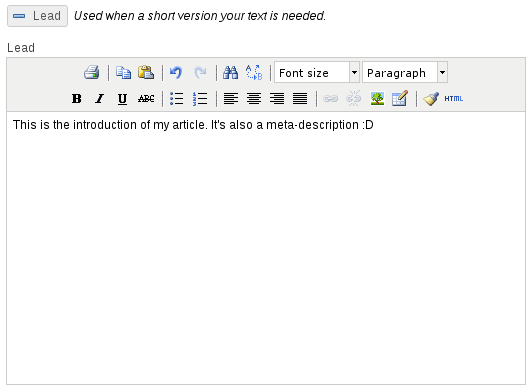 Lead Used when a short version your text is needed.
Lead
Font size Paragraph
B I U ABC HTML
This is the introduction of my article. It's also a meta-description :D